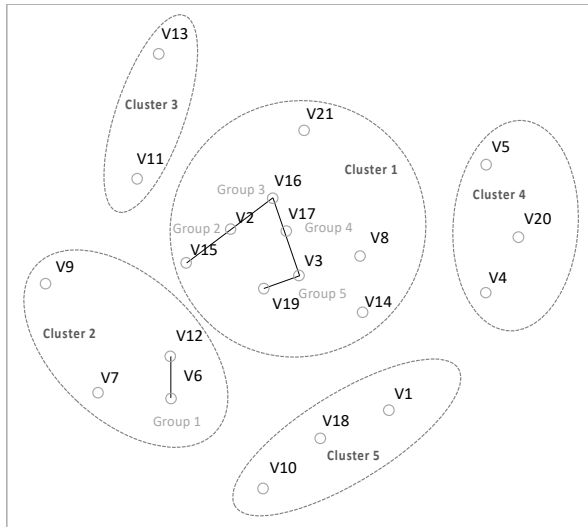 V13
Cluster 3
V11
V21
Cluster 1
V16
Group 3
V17
Group 2
V2
Group 4
V15
V8
V3
Group 5
V19
V14
V5
Cluster 4
V20
V4
V9
Cluster 2
V12
V7
V6
Group 1
V1
V18
Cluster 5
V10